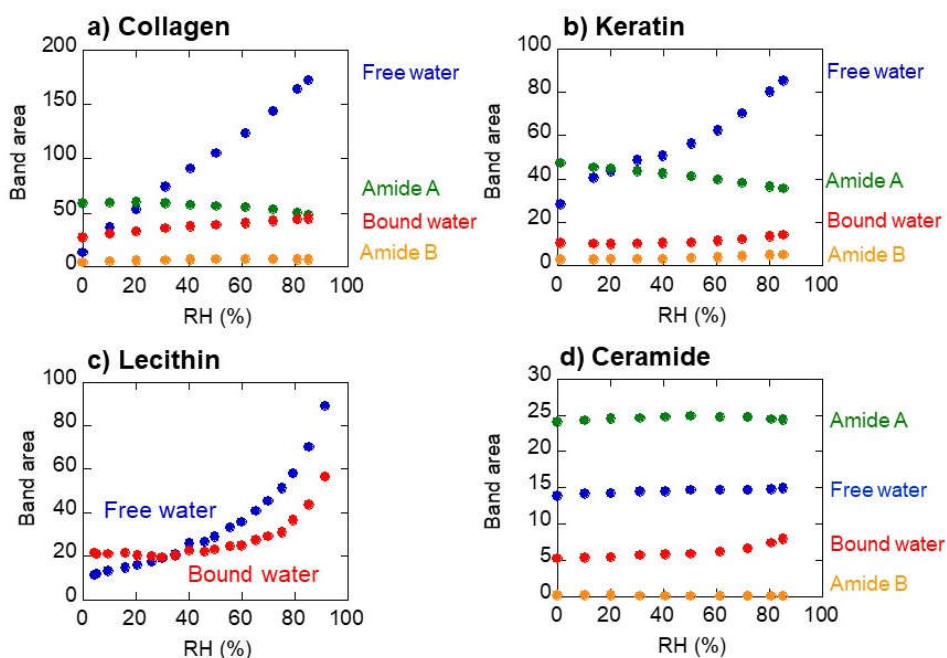 a) Collagen
200
150
100
50
0
Band area
0 20 40 60 80 100
RH (%)
Free water
Amide A
Bound water
Amide B
b) Keratin
100
80
60
40
20
0
Band area
0 20 40 60 80 100
RH (%)
Free water
Amide A
Bound water
Amide B
c) Lecithin
100
80
60
40
20
0
Band area
Free water
Bound water
0 20 40 60 80 100
RH (%)
d) Ceramide
30
25
20
15
10
5
0
Band area
0 20 40 60 80 100
RH (%)
Amide A
Free water
Bound water
Amide B